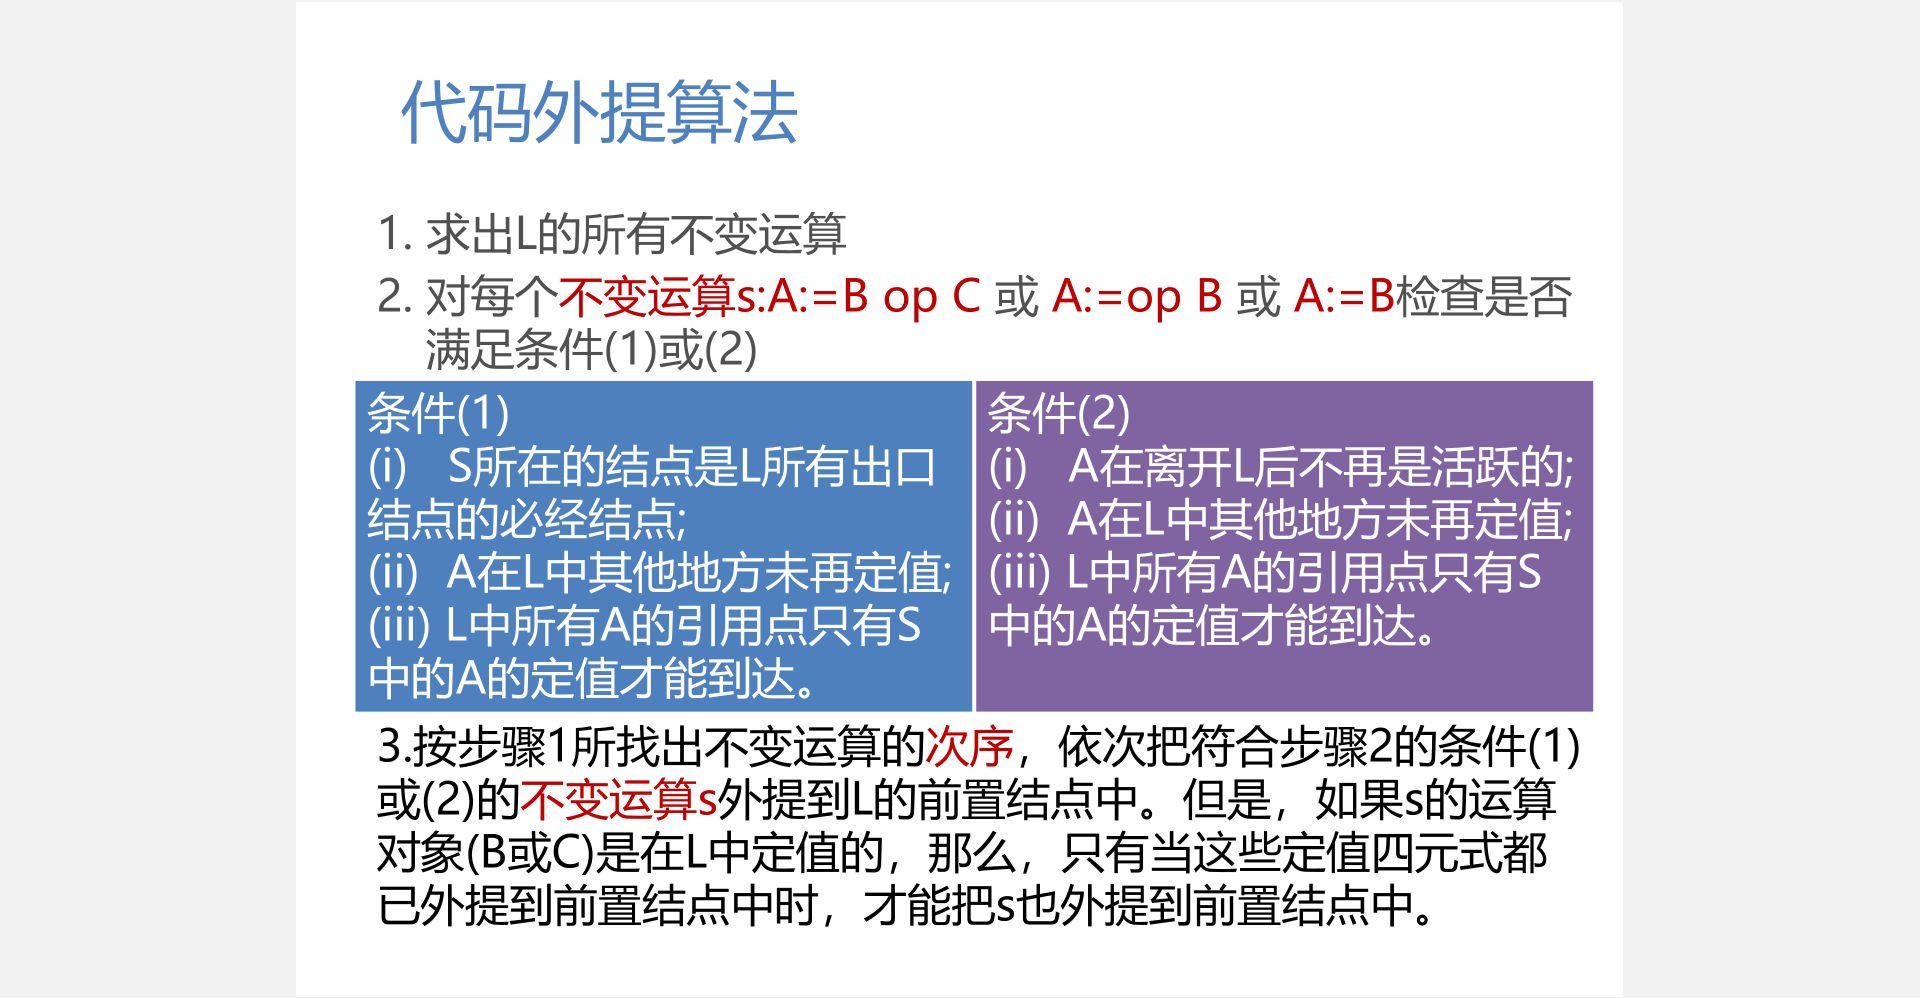 代码外提算法
1. 求出L的所有不变运算
2. 对每个不变运算s:A:=B op C 或 A:=op B 或 A:=B检查是否
满足条件(1)或(2)
条件(1)
(i) S所在的结点是L所有出口
结点的必经结点;
(ii) A在L中其他地方未再定值;
(iii) L中所有A的引用点只有S
中的A的定值才能到达。
条件(2)
(i) A在离开L后不再是活跃的;
(ii) A在L中其他地方未再定值;
(iii) L中所有A的引用点只有S
中的A的定值才能到达。
3.按步骤1所找出不变运算的次序，依次把符合步骤2的条件(1)
或(2)的不变运算s外提到L的前置结点中。但是，如果s的运算
对象(B或C)是在L中定值的，那么，只有当这些定值四元式都
已外提到前置结点中时，才能把s也外提到前置结点中。